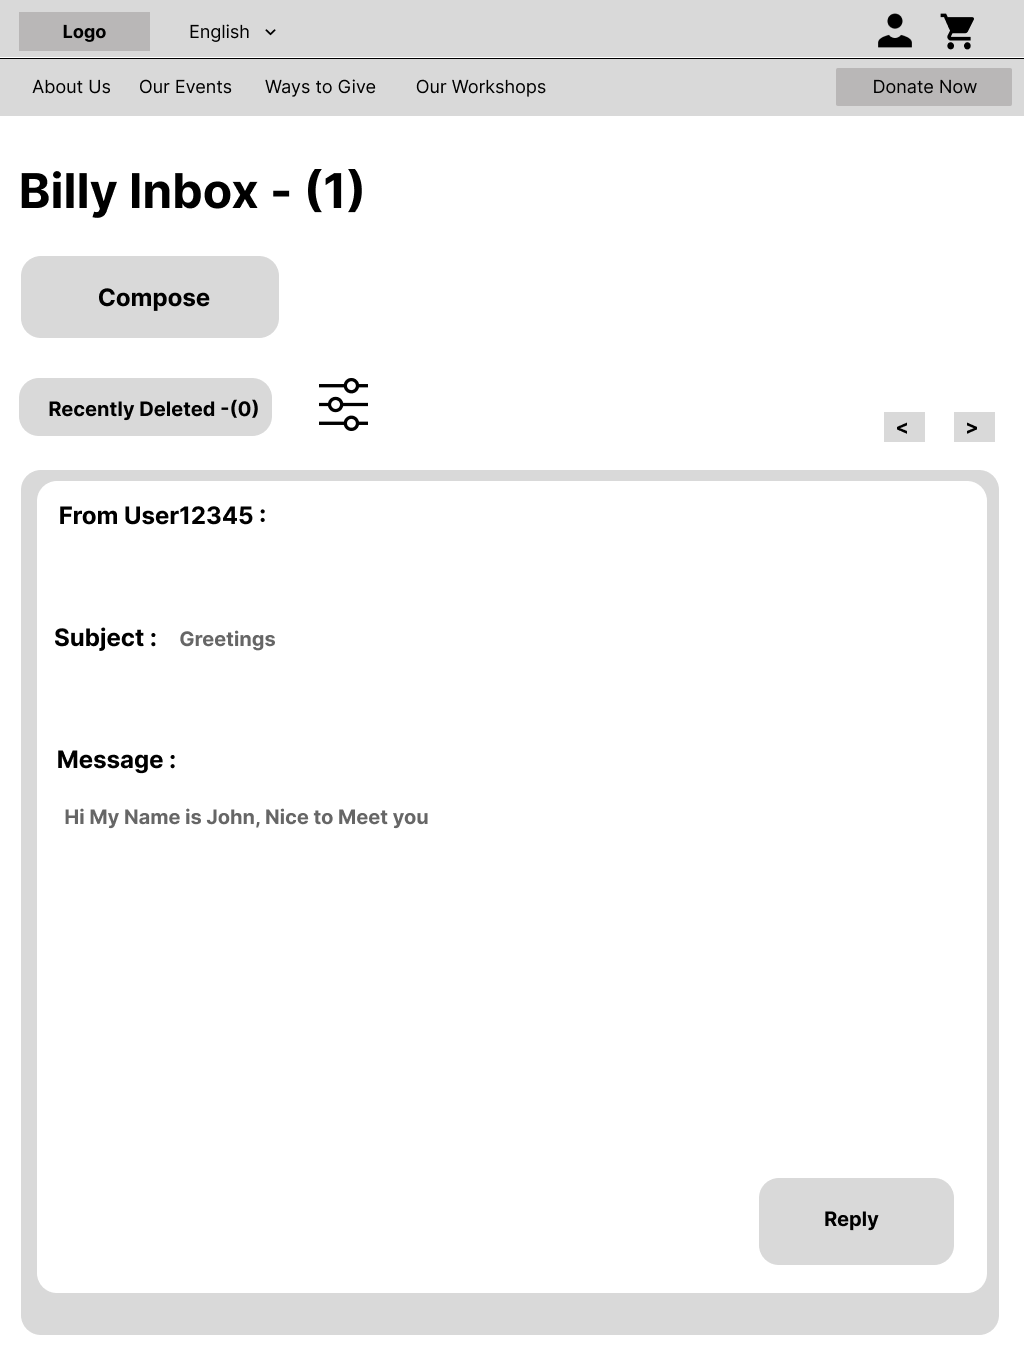 Logo English
About Us Our Events Ways to Give Our Workshops Donate Now
Billy Inbox - (1)
Compose
Recently Deleted -(0)
< >
From User12345 :
Subject : Greetings
Message :
Hi My Name is John, Nice to Meet you
Reply